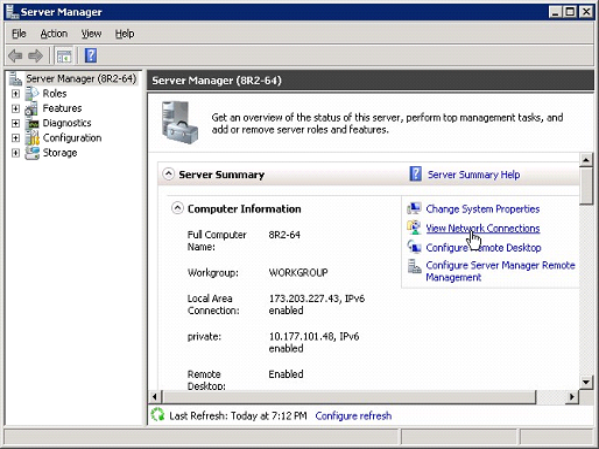 Server Manager
File Action View Help
Server Manager (8R2-64)
Roles
Features
Diagnostics
Configuration
Storage
Server Manager (8R2-64)
Get an overview of the status of this server, perform top management tasks, and
add or remove server roles and features.
Server Summary
Server Summary Help
Computer Information
Full Computer
Name:
8R2-64
Workgroup:
WORKGROUP
Local Area
Connection:
173.203.227.43, IPv6
enabled
private:
10.177.101.48, IPv6
enabled
Remote
Desktop:
Enabled
Change System Properties
View Network Connections
Configure Remote Desktop
Configure Server Manager Remote
Management
Last Refresh: Today at 7:12 PM Configure refresh